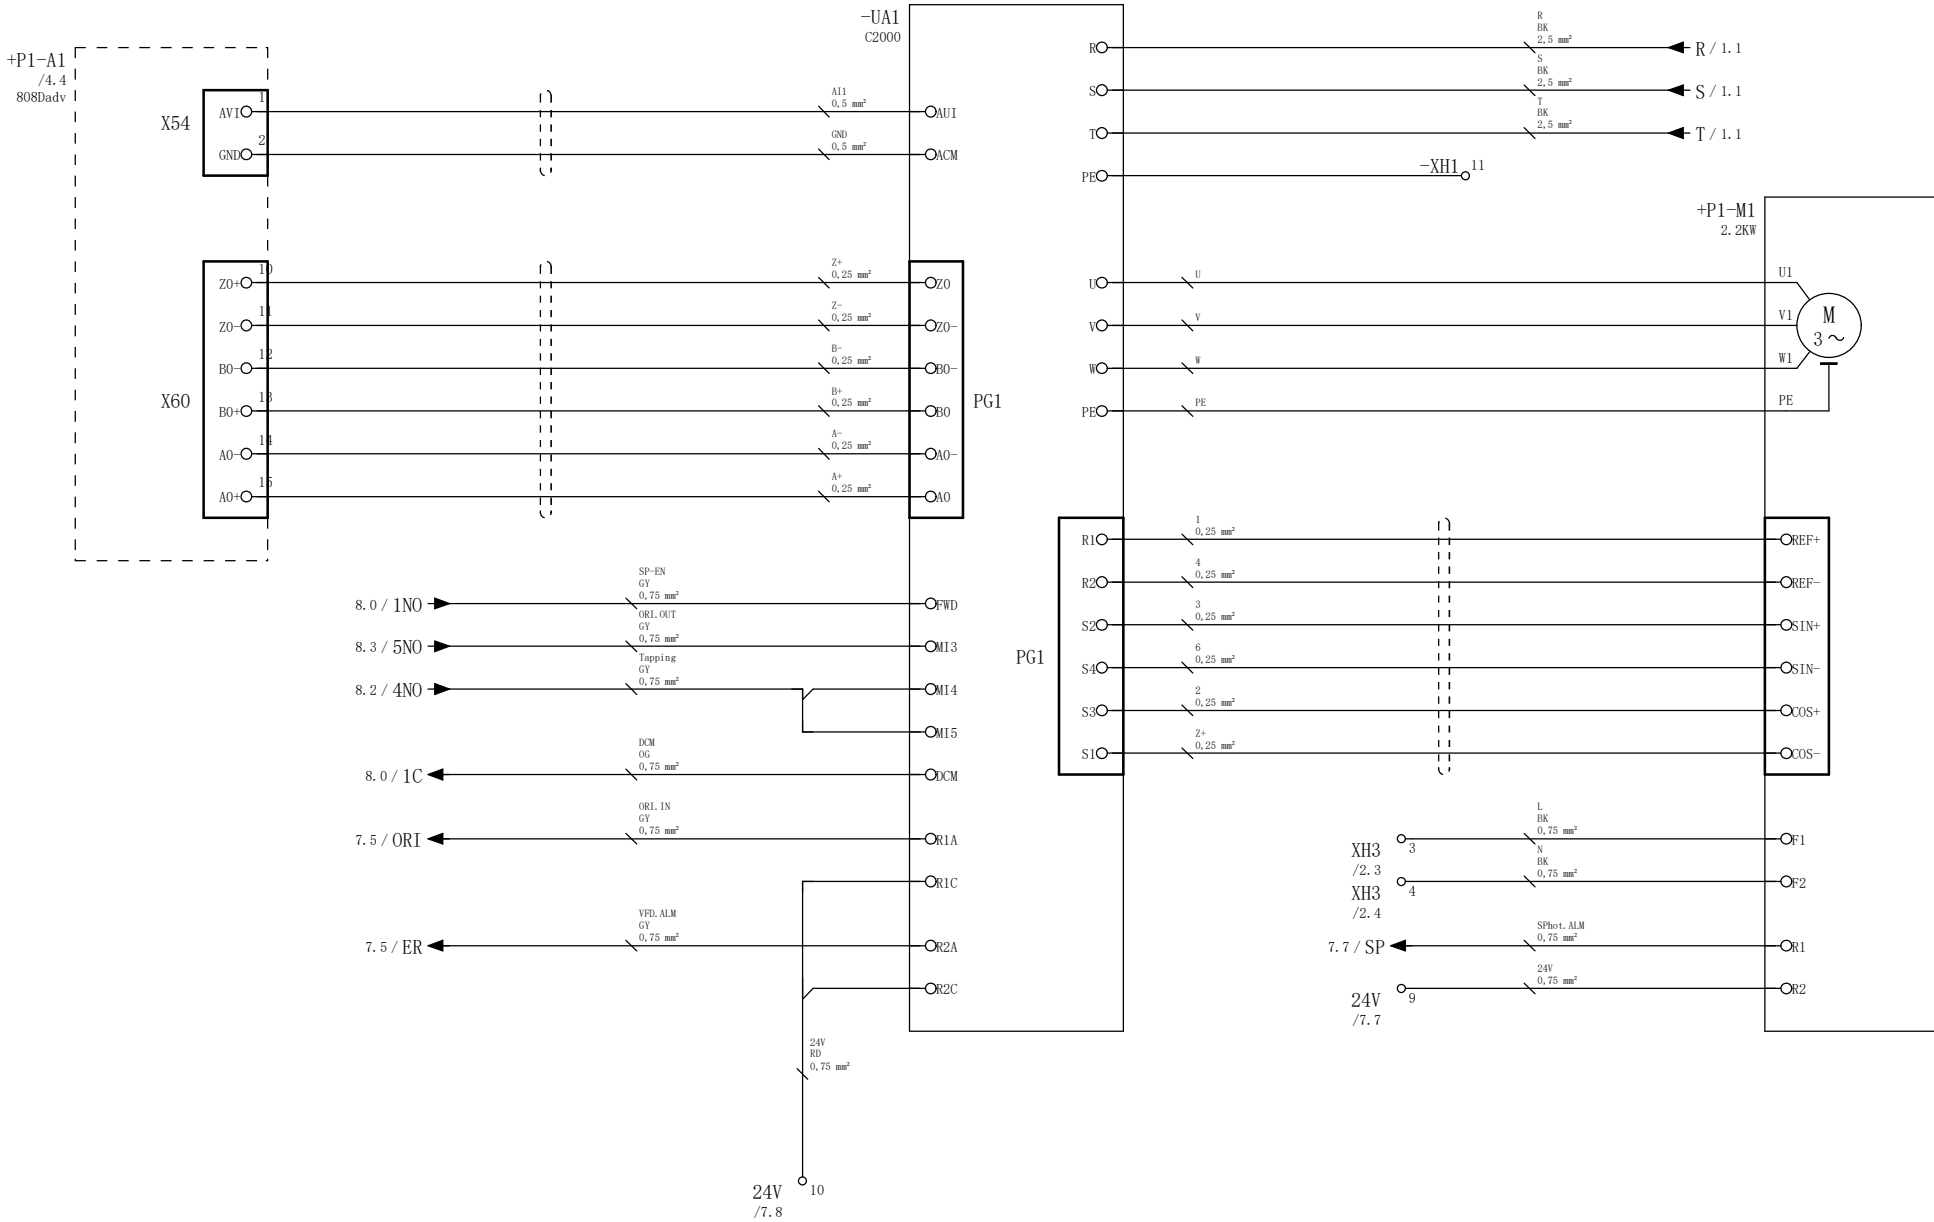 +P1-A1
/4.4
808Dadv
X54
AVI
1
GND
2
X60
ZO+
10
ZO-
11
BO-
12
BO+
13
AO-
14
AO+
15
AI1
0,5 mm²
GND
0,5 mm²
Z+
0,25 mm²
Z-
0,25 mm²
B-
0,25 mm²
B+
0,25 mm²
A-
0,25 mm²
A+
0,25 mm²
-UA1
C2000
AUI
ACM
ZO
ZO-
BO-
BO
AO-
AO
PG1
8.0 / 1NO
SP-EN
GY
0,75 mm²
FWD
8.3 / 5NO
ORI.OUT
GY
0,75 mm²
MI3
8.2 / 4NO
Tapping
GY
0,75 mm²
MI4
MI5
8.0 / 1C
DCM
OG
0,75 mm²
DCM
7.5 / ORI
ORI.IN
GY
0,75 mm²
R1A
R1C
7.5 / ER
VFD.ALM
GY
0,75 mm²
R2A
R2C
24V
RD
0,75 mm²
24V
/7.8
10
R
R
BK
2,5 mm²
R / 1.1
S
S
BK
2,5 mm²
S / 1.1
T
T
BK
2,5 mm²
T / 1.1
PE
-XH1
11
+P1-M1
2.2KW
U
U
U1
V
V
V1
W
W
W1
PE
PE
PE
M
3 ~
PG1
R1
1
0,25 mm²
REF+
R2
4
0,25 mm²
REF-
S2
3
0,25 mm²
SIN+
S4
6
0,25 mm²
SIN-
S3
2
0,25 mm²
COS+
S1
Z+
0,25 mm²
COS-
XH3
/2.3
3
L
BK
0,75 mm²
F1
XH3
/2.4
4
N
BK
0,75 mm²
F2
7.7 / SP
SPhot.ALM
0,75 mm²
R1
24V
/7.7
9
24V
0,75 mm²
R2